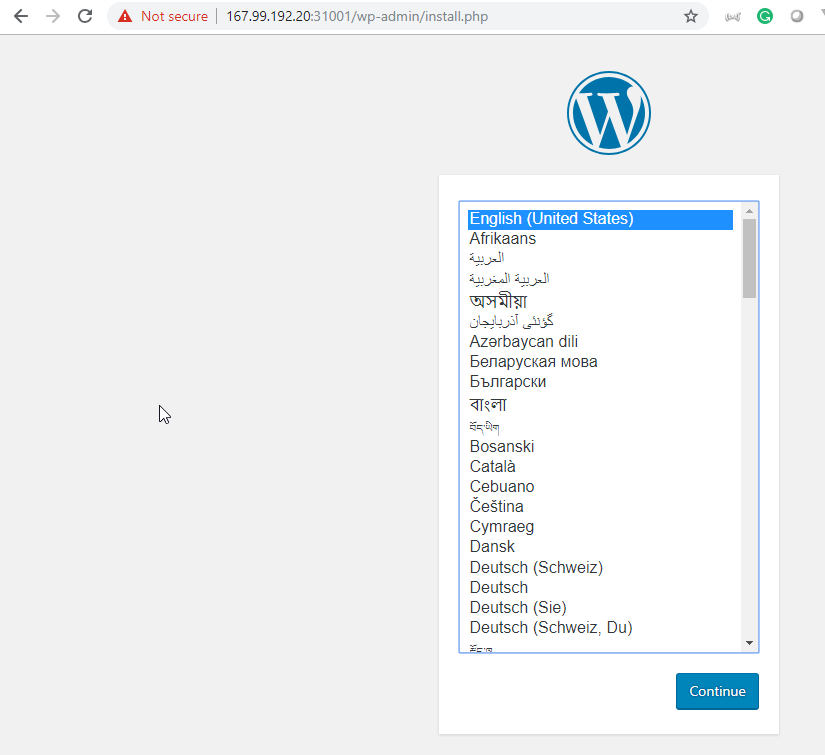 Not secure | 167.99.192.20:31001/wp-admin/install.php
W
English (United States)
Afrikaans
العربية
العربية المغربية
অসমীয়া
گؤنئی آذربایجان
Azərbaycan dili
Беларуская мова
Български
বাংলা
བོད་ཡིག
Bosanski
Català
Cebuano
Čeština
Cymraeg
Dansk
Deutsch (Schweiz)
Deutsch
Deutsch (Sie)
Deutsch (Schweiz, Du)
Continue